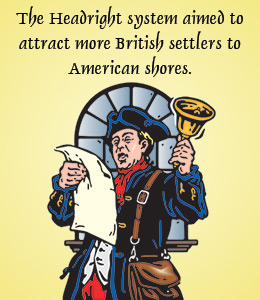 The Headright system aimed to
attract more British settlers to
American shores.